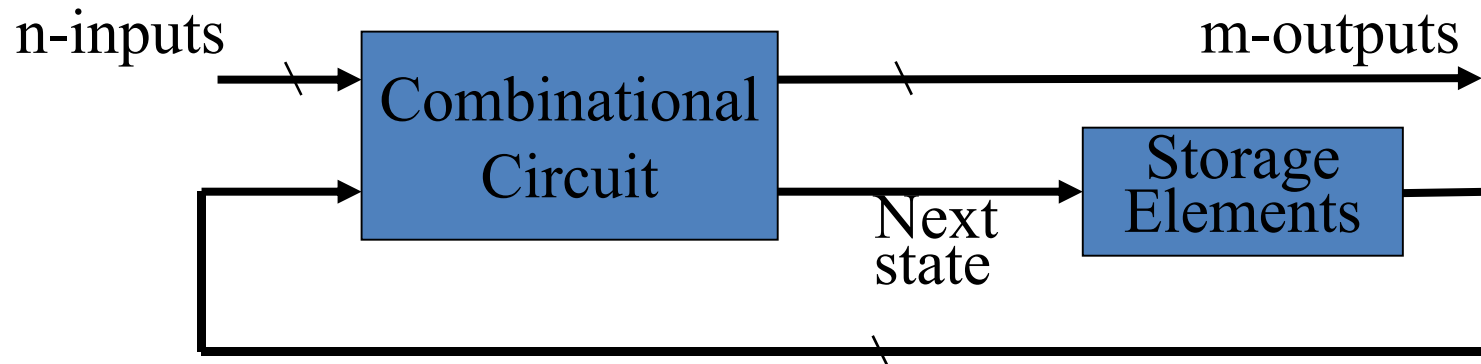 n-inputs
m-outputs
Combinational
Circuit
Storage
Elements
Next
state